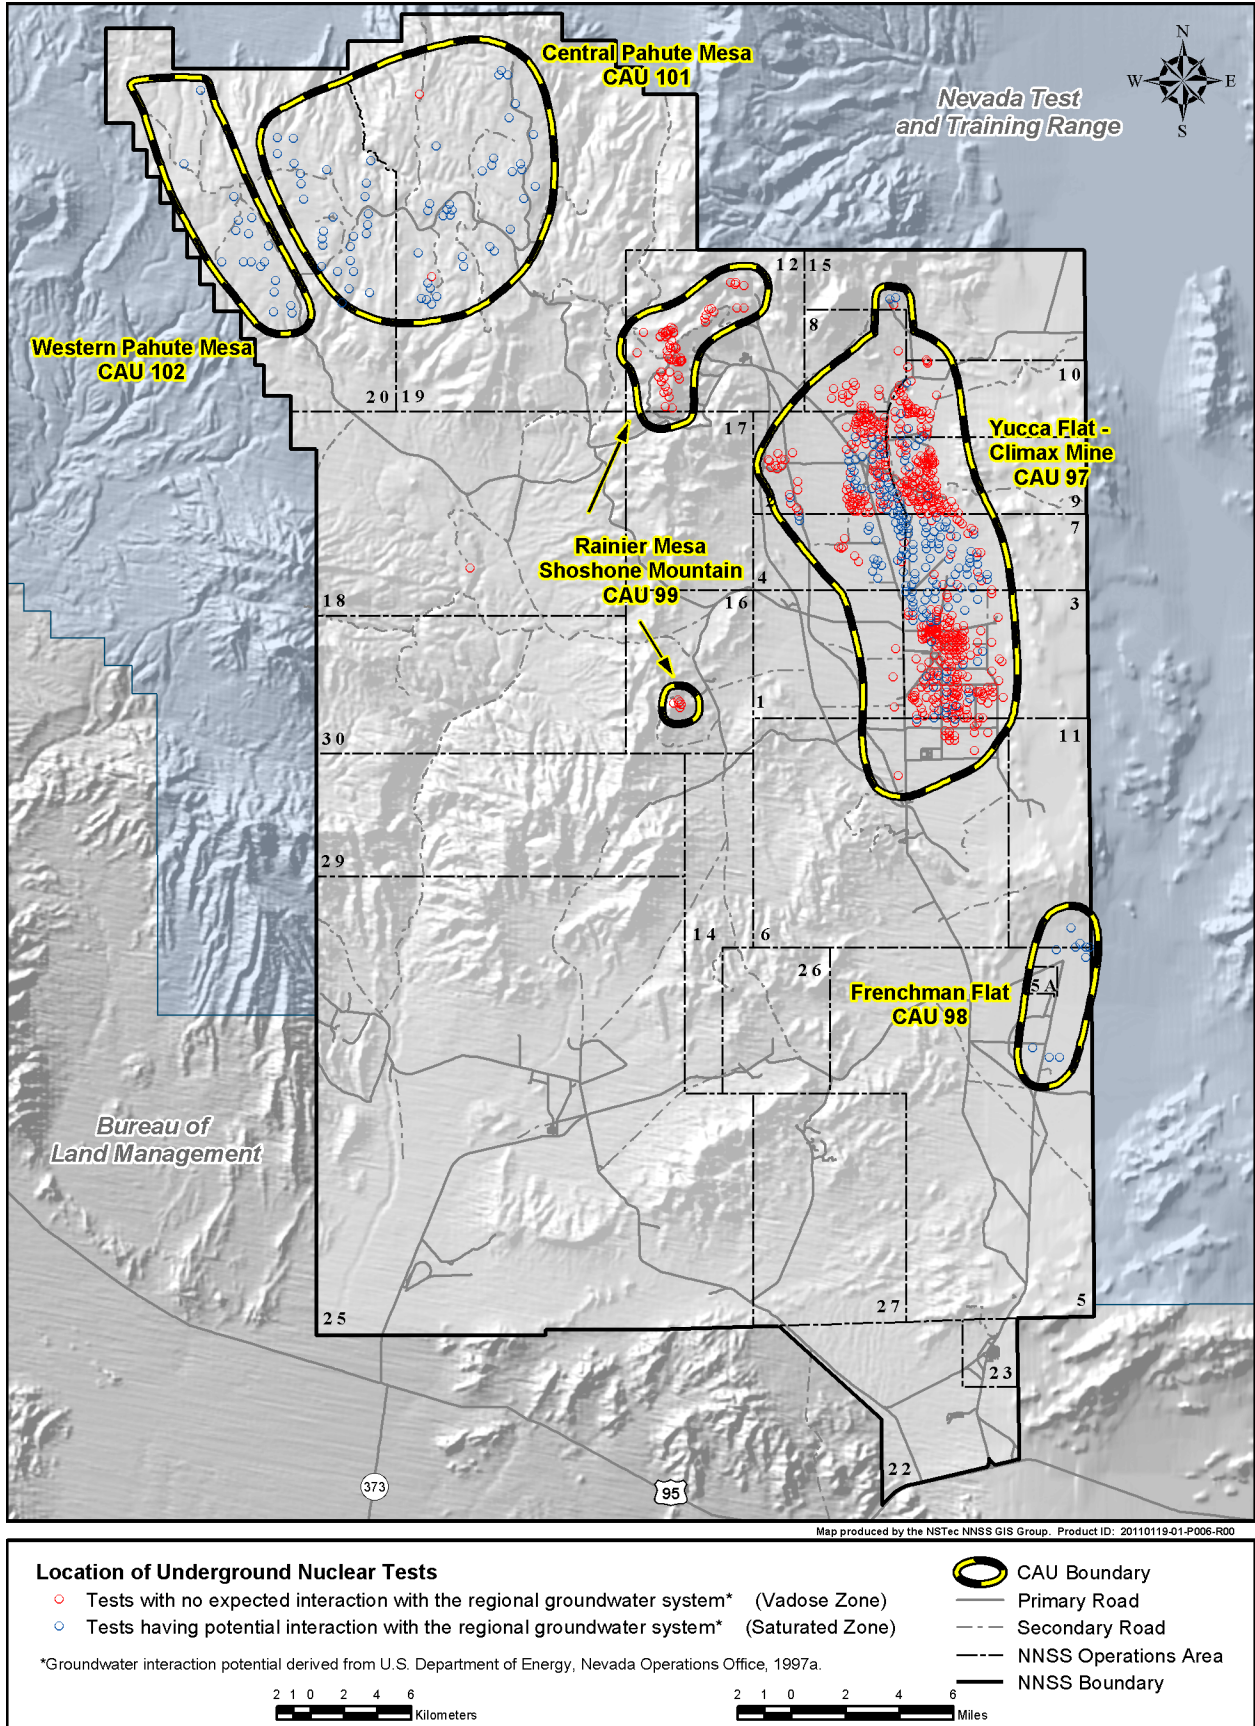 Central Pahute Mesa
CAU 101
N
W
E
S
Nevada Test
and Training Range
12
15
8
Western Pahute Mesa
CAU 102
10
20
19
17
Yucca Flat -
Climax Mine
CAU 97
9
7
Rainier Mesa
Shoshone Mountain
CAU 99
4
16
3
18
1
11
30
29
14
6
26
5A
Frenchman Flat
CAU 98
Bureau of
Land Management
25
27
5
23
22
373
95
Map produced by the NSTec NNSS GIS Group. Product ID: 20110119-01-P006-R00
Location of Underground Nuclear Tests
Tests with no expected interaction with the regional groundwater system* (Vadose Zone)
Tests having potential interaction with the regional groundwater system* (Saturated Zone)
*Groundwater interaction potential derived from U.S. Department of Energy, Nevada Operations Office, 1997a.
CAU Boundary
Primary Road
Secondary Road
NNSS Operations Area
NNSS Boundary
2 1 0 2 4 6
Kilometers
2 1 0 2 4 6
Miles